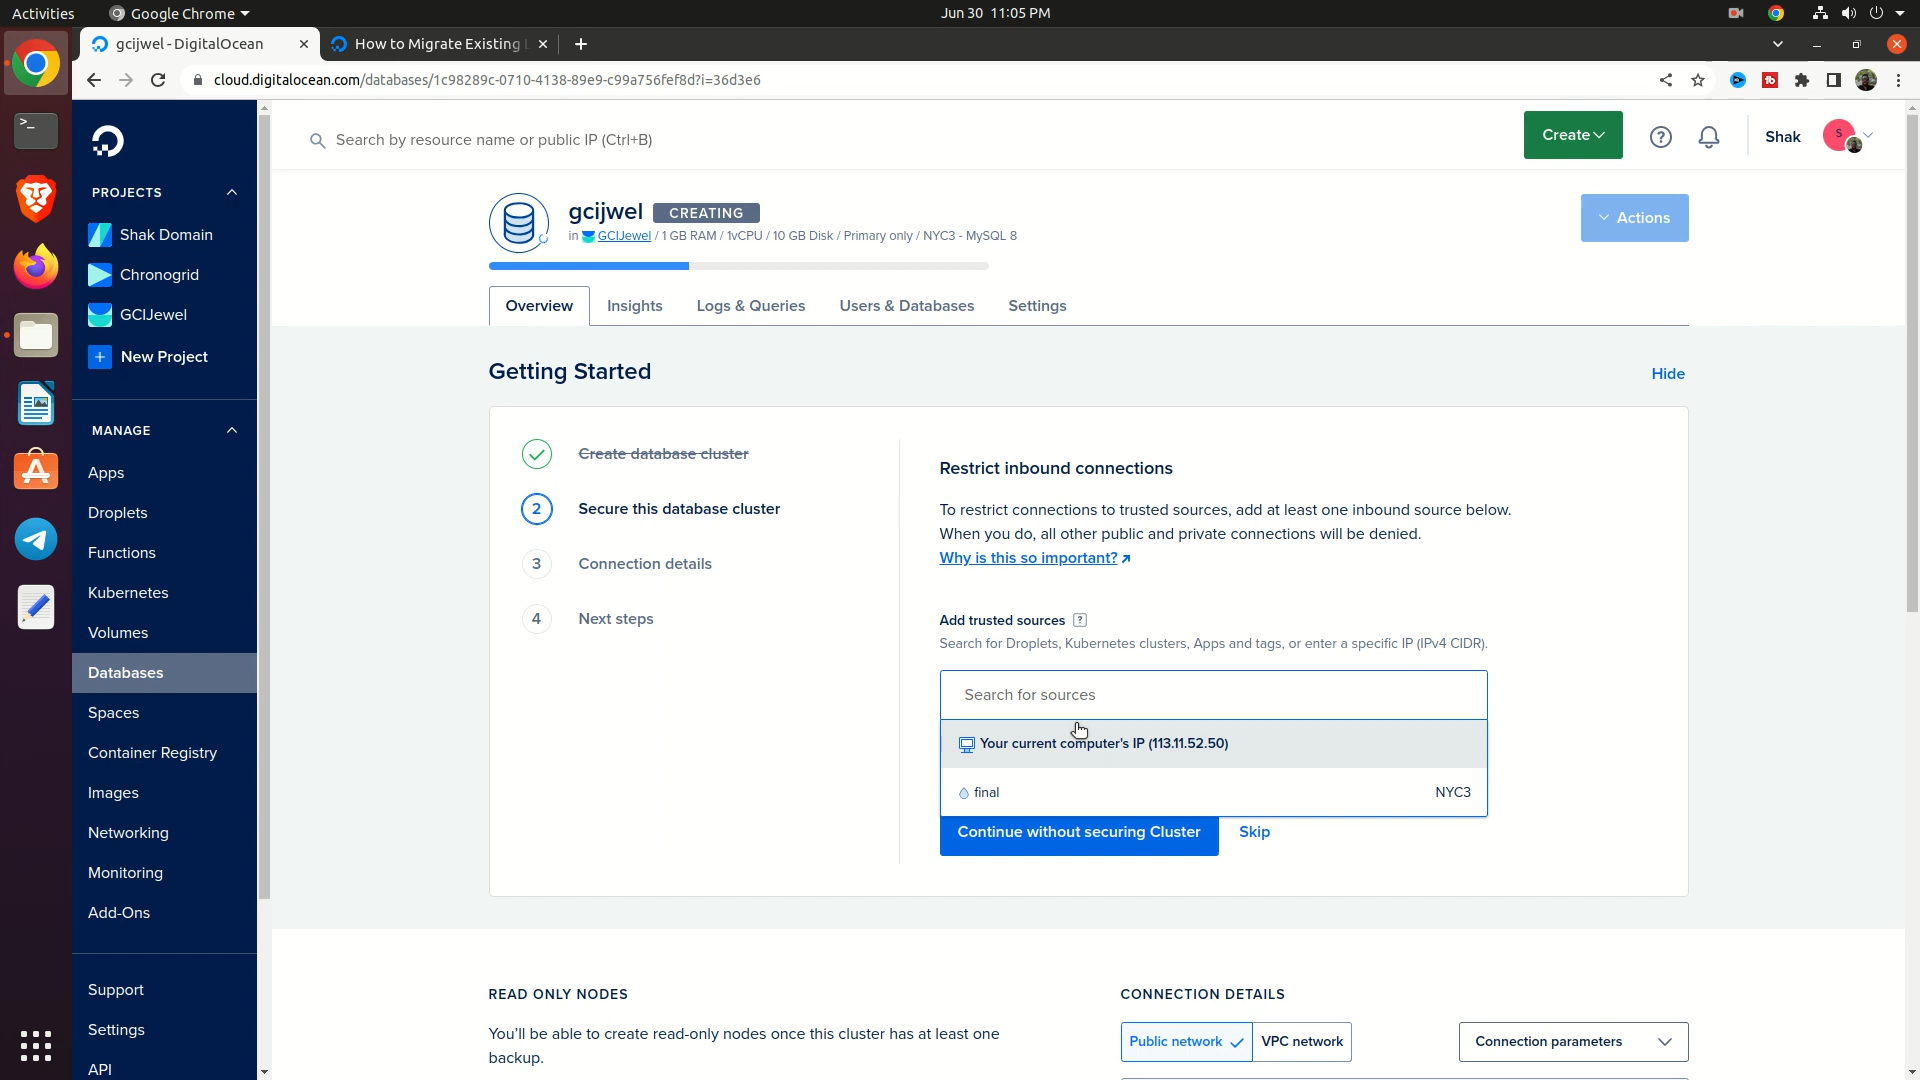 Activities
Google Chrome
Jun 30 11:05 PM
gcijwel - DigitalOcean
How to Migrate Existing
cloud.digitalocean.com/databases/1c98289c-0710-4138-89e9-c99a756fef8d?i=36d3e6
Search by resource name or public IP (Ctrl+B)
Create
Shak
S
PROJECTS
Shak Domain
Chronogrid
GCIJewel
New Project
MANAGE
Apps
Droplets
Functions
Kubernetes
Volumes
Databases
Spaces
Container Registry
Images
Networking
Monitoring
Add-Ons
Support
Settings
API
gcijwel CREATING
in GCIJewel / 1 GB RAM / 1vCPU / 10 GB Disk / Primary only / NYC3 - MySQL 8
Actions
Overview
Insights
Logs & Queries
Users & Databases
Settings
Getting Started
Hide
Create database cluster
2 Secure this database cluster
3 Connection details
4 Next steps
Restrict inbound connections
To restrict connections to trusted sources, add at least one inbound source below.
When you do, all other public and private connections will be denied.
Why is this so important?
Add trusted sources ?
Search for Droplets, Kubernetes clusters, Apps and tags, or enter a specific IP (IPv4 CIDR).
Search for sources
Your current computer's IP (113.11.52.50)
final NYC3
Continue without securing Cluster
Skip
READ ONLY NODES
You'll be able to create read-only nodes once this cluster has at least one
backup.
CONNECTION DETAILS
Public network
VPC network
Connection parameters